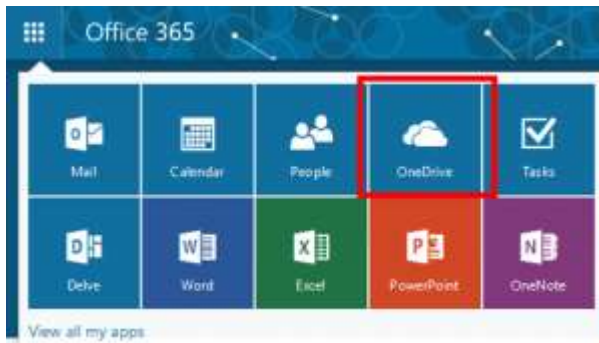 Office 365
Mail Calendar People OneDrive Tasks
Delve Word Excel PowerPoint OneNote
View all my apps